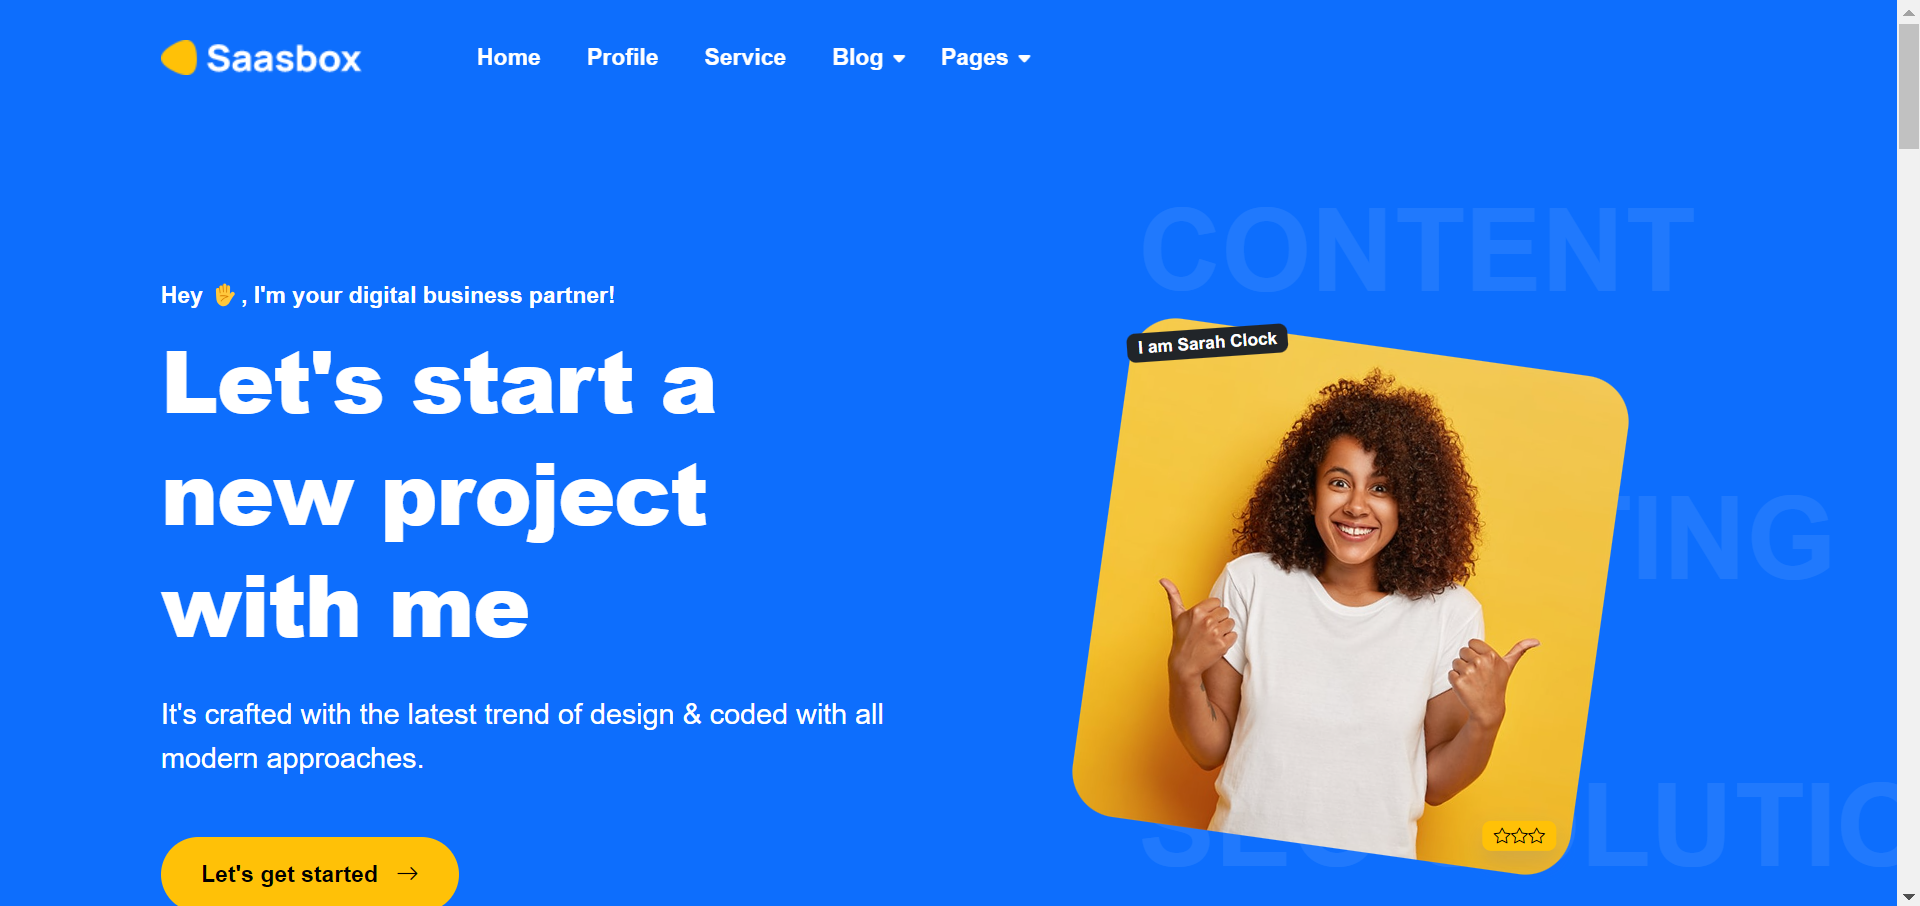 Saasbox
Home
Profile
Service
Blog
Pages
CONTENT
Hey ✋, I'm your digital business partner!
I am Sarah Clock
Let's start a
new project
with me
TING
It's crafted with the latest trend of design & coded with all
modern approaches.
Let's get started →